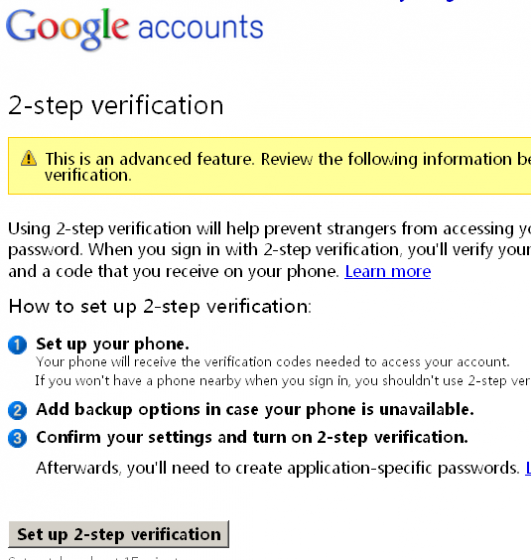 Google accounts
2-step verification
This is an advanced feature. Review the following information
verification.
Using 2-step verification will help prevent strangers from accessing
password. When you sign in with 2-step verification, you'll verify
and a code that you receive on your phone. Learn more
How to set up 2-step verification:
1 Set up your phone.
Your phone will receive the verification codes needed to access your account.
If you won't have a phone nearby when you sign in, you shouldn't use 2-step
2 Add backup options in case your phone is unavailable.
3 Confirm your settings and turn on 2-step verification.
Afterwards, you'll need to create application-specific passwords.
Set up 2-step verification